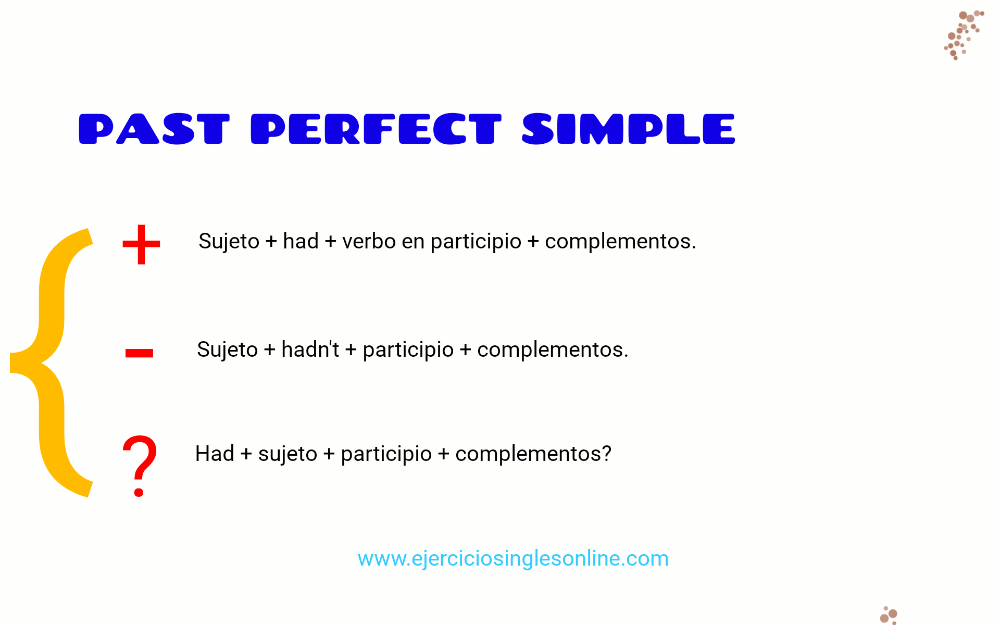 PAST PERFECT SIMPLE
+ Sujeto + had + verbo en participio + complementos.
- Sujeto + hadn't + participio + complementos.
? Had + sujeto + participio + complementos?
www.ejerciciosinglesonline.com